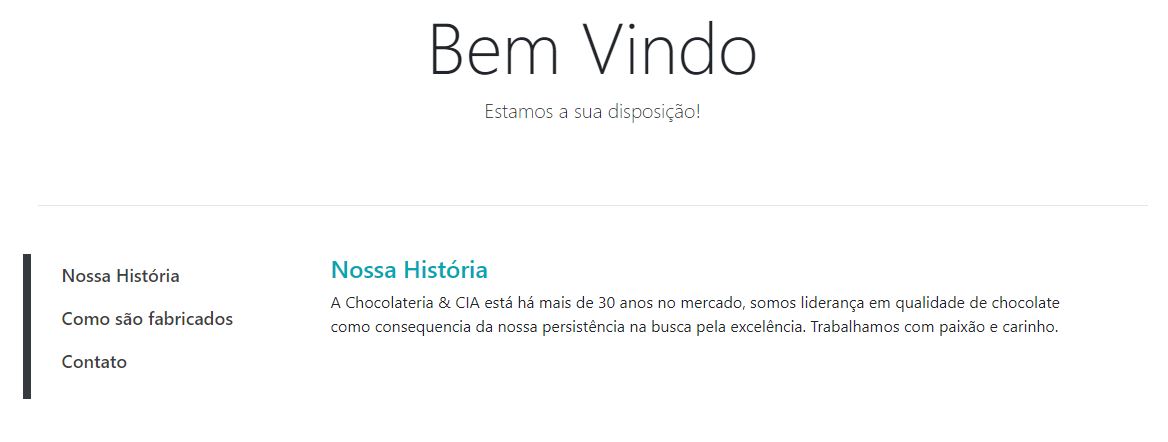 Bem Vindo
Estamos a sua disposição!
Nossa História
Como são fabricados
Contato
Nossa História
A Chocolateria & CIA está há mais de 30 anos no mercado, somos liderança em qualidade de chocolate
como consequencia da nossa persistência na busca pela excelência. Trabalhamos com paixão e carinho.